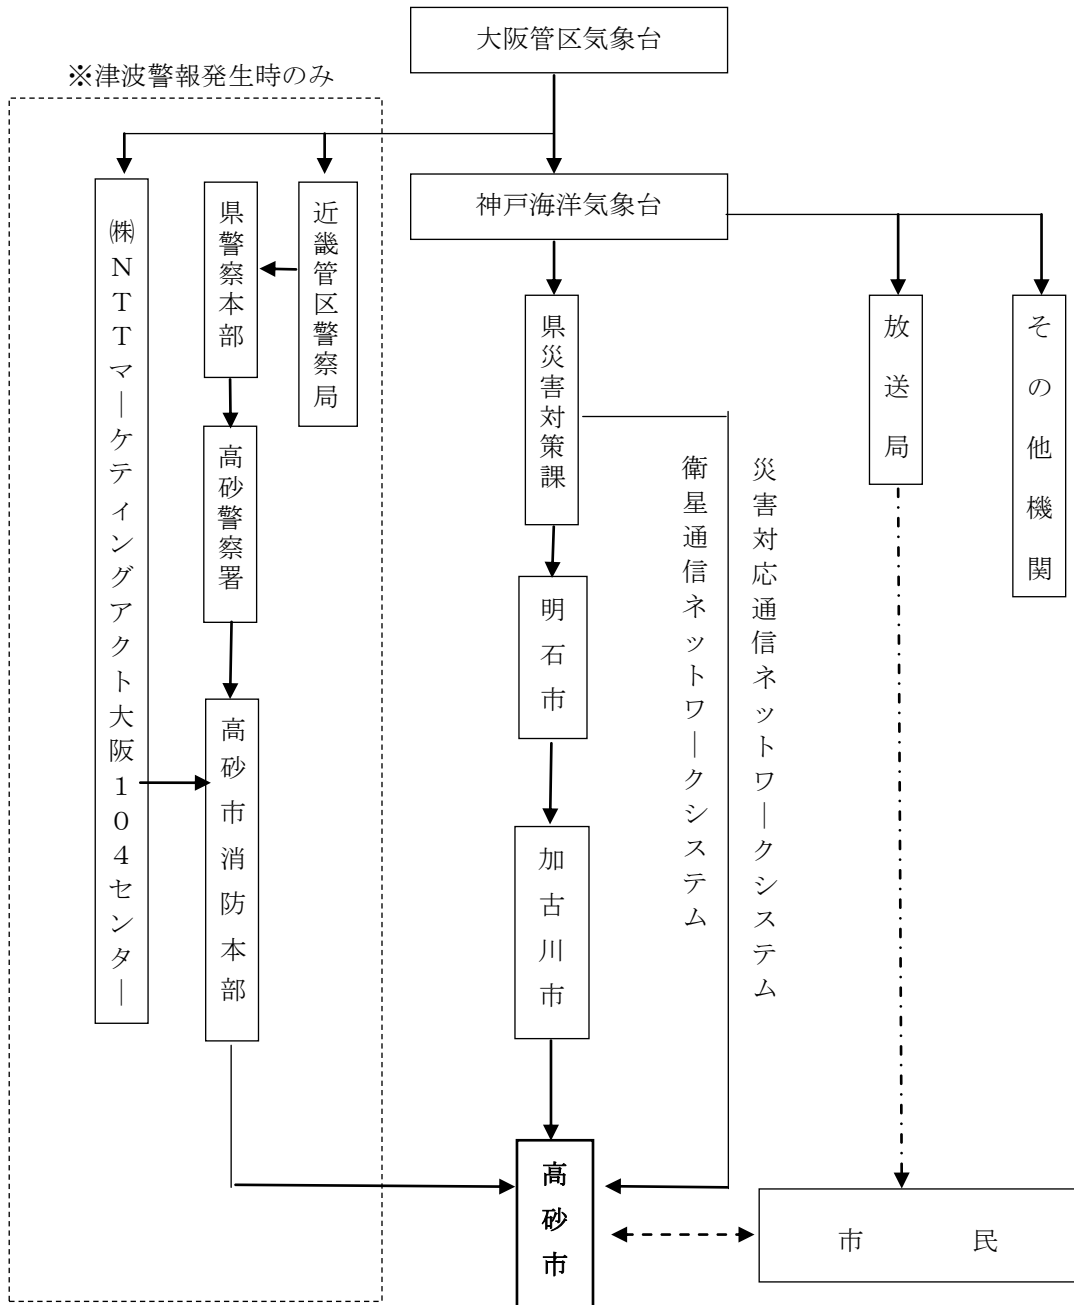 大阪管区気象台
※津波警報発生時のみ
神戸海洋気象台
㈱NTTマーケティングアクト大阪104センター
県警察本部
近畿管区警察局
高砂警察署
高砂市消防本部
県災害対策課
明石市
加古川市
高砂市
衛星通信ネットワークシステム
災害対応通信ネットワークシステム
放送局
その他機関
市民